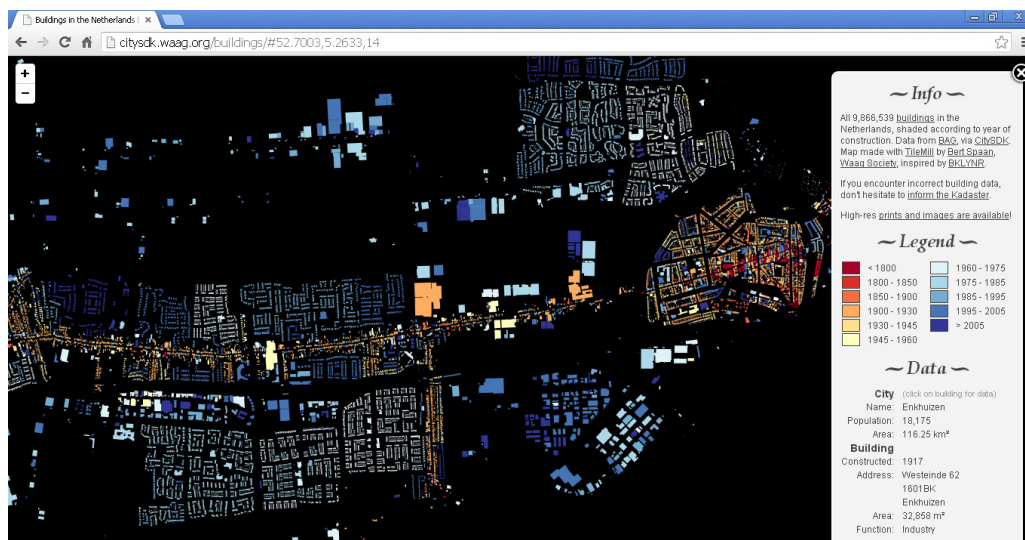 Buildings in the Netherlands |
citysdk.waag.org/buildings/#52.7003,5.2633,14
+
−
Info
All 9,866,539 buildings in the
Netherlands, shaded according to year of
construction. Data from BAG, via CitySDK.
Map made with TileMill by Bert Spaan,
Waag Society, inspired by BKLYNR.
If you encounter incorrect building data,
don't hesitate to inform the Kadaster.
High-res prints and images are available!
Legend
< 1800 1960 - 1975
1800 - 1850 1975 - 1985
1850 - 1900 1985 - 1995
1900 - 1930 1995 - 2005
1930 - 1945 > 2005
1945 - 1960
Data
City (click on building for data)
Name: Enkhuizen
Population: 18,175
Area: 116.25 km²
Building
Constructed: 1917
Address: Westeinde 62
1601BK
Enkhuizen
Area: 32,858 m²
Function: Industry